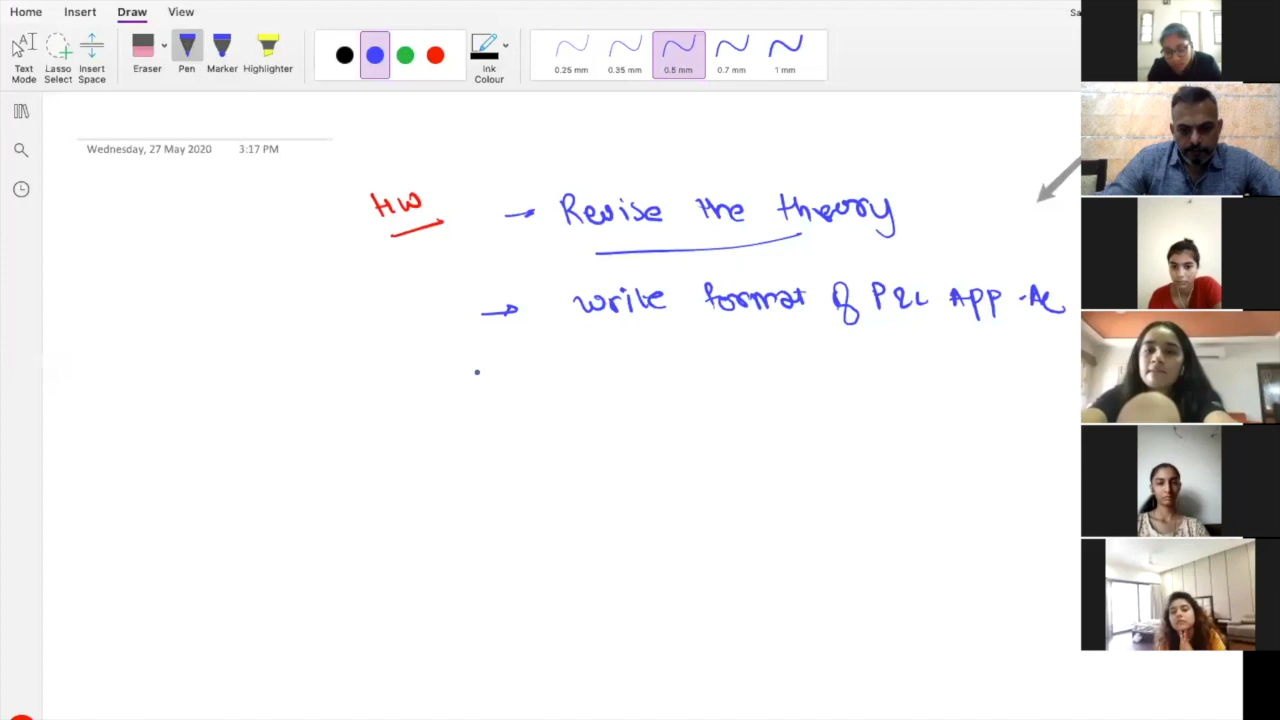 Home Insert Draw View
Sa
Text Mode
Lasso Select
Insert Space
Eraser
Pen
Marker
Highlighter
Ink Colour
0.25 mm
0.35 mm
0.5 mm
0.7 mm
1 mm
Wednesday, 27 May 2020 3:17 PM
HW → Revise the theory
→ write format of P&L App. Ac